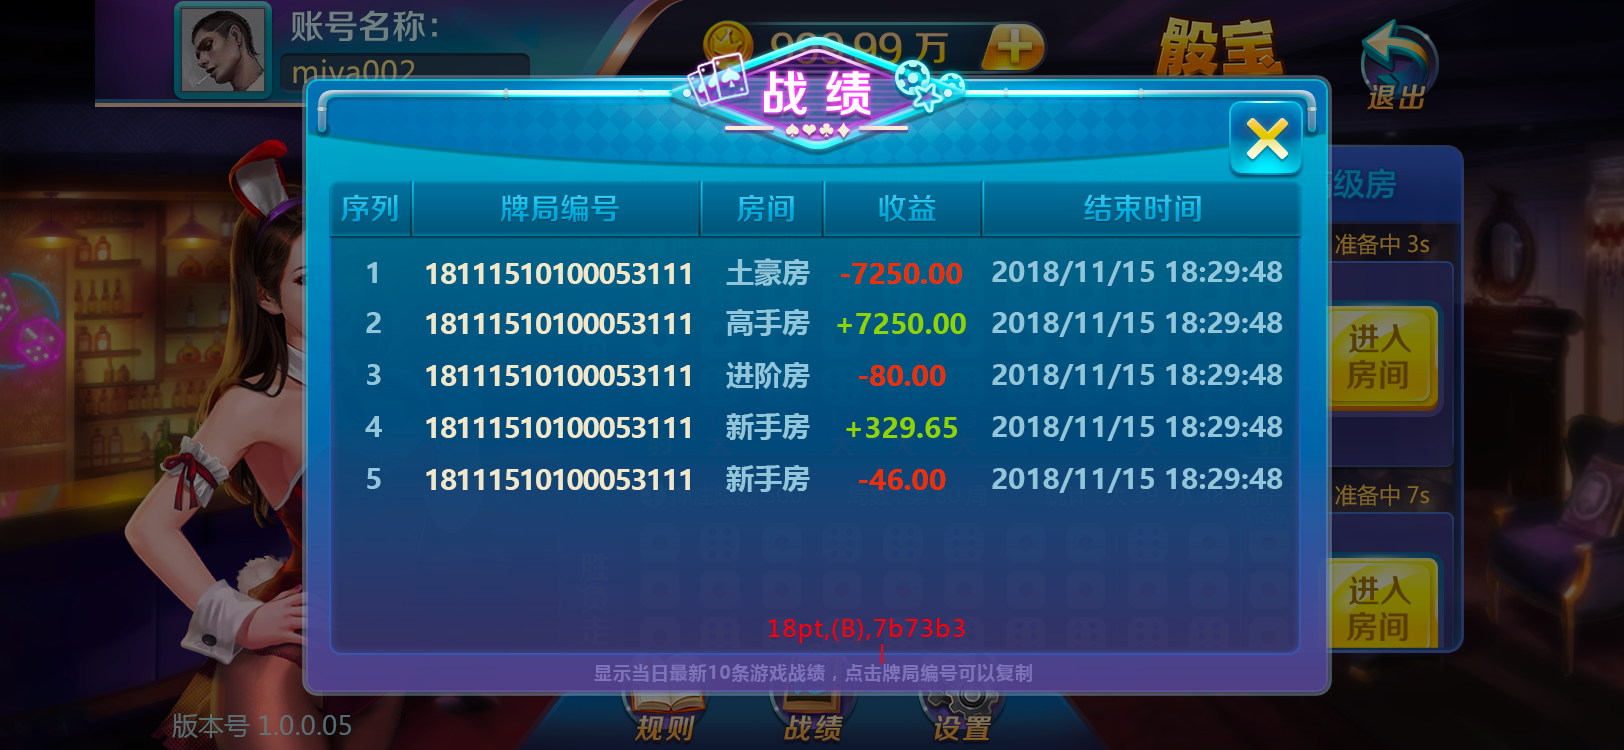 账号名称：
miya002
999.99 万
骰宝
退出
战绩
序列 牌局编号 房间 收益 结束时间
1 18111510100053111 土豪房 -7250.00 2018/11/15 18:29:48
2 18111510100053111 高手房 +7250.00 2018/11/15 18:29:48
3 18111510100053111 进阶房 -80.00 2018/11/15 18:29:48
4 18111510100053111 新手房 +329.65 2018/11/15 18:29:48
5 18111510100053111 新手房 -46.00 2018/11/15 18:29:48
级房
准备中 3s
进入
房间
准备中 7s
进入
房间
18pt,(B),7b73b3
显示当日最新10条游戏战绩，点击牌局编号可以复制
规则
战绩
设置
版本号 1.0.0.05